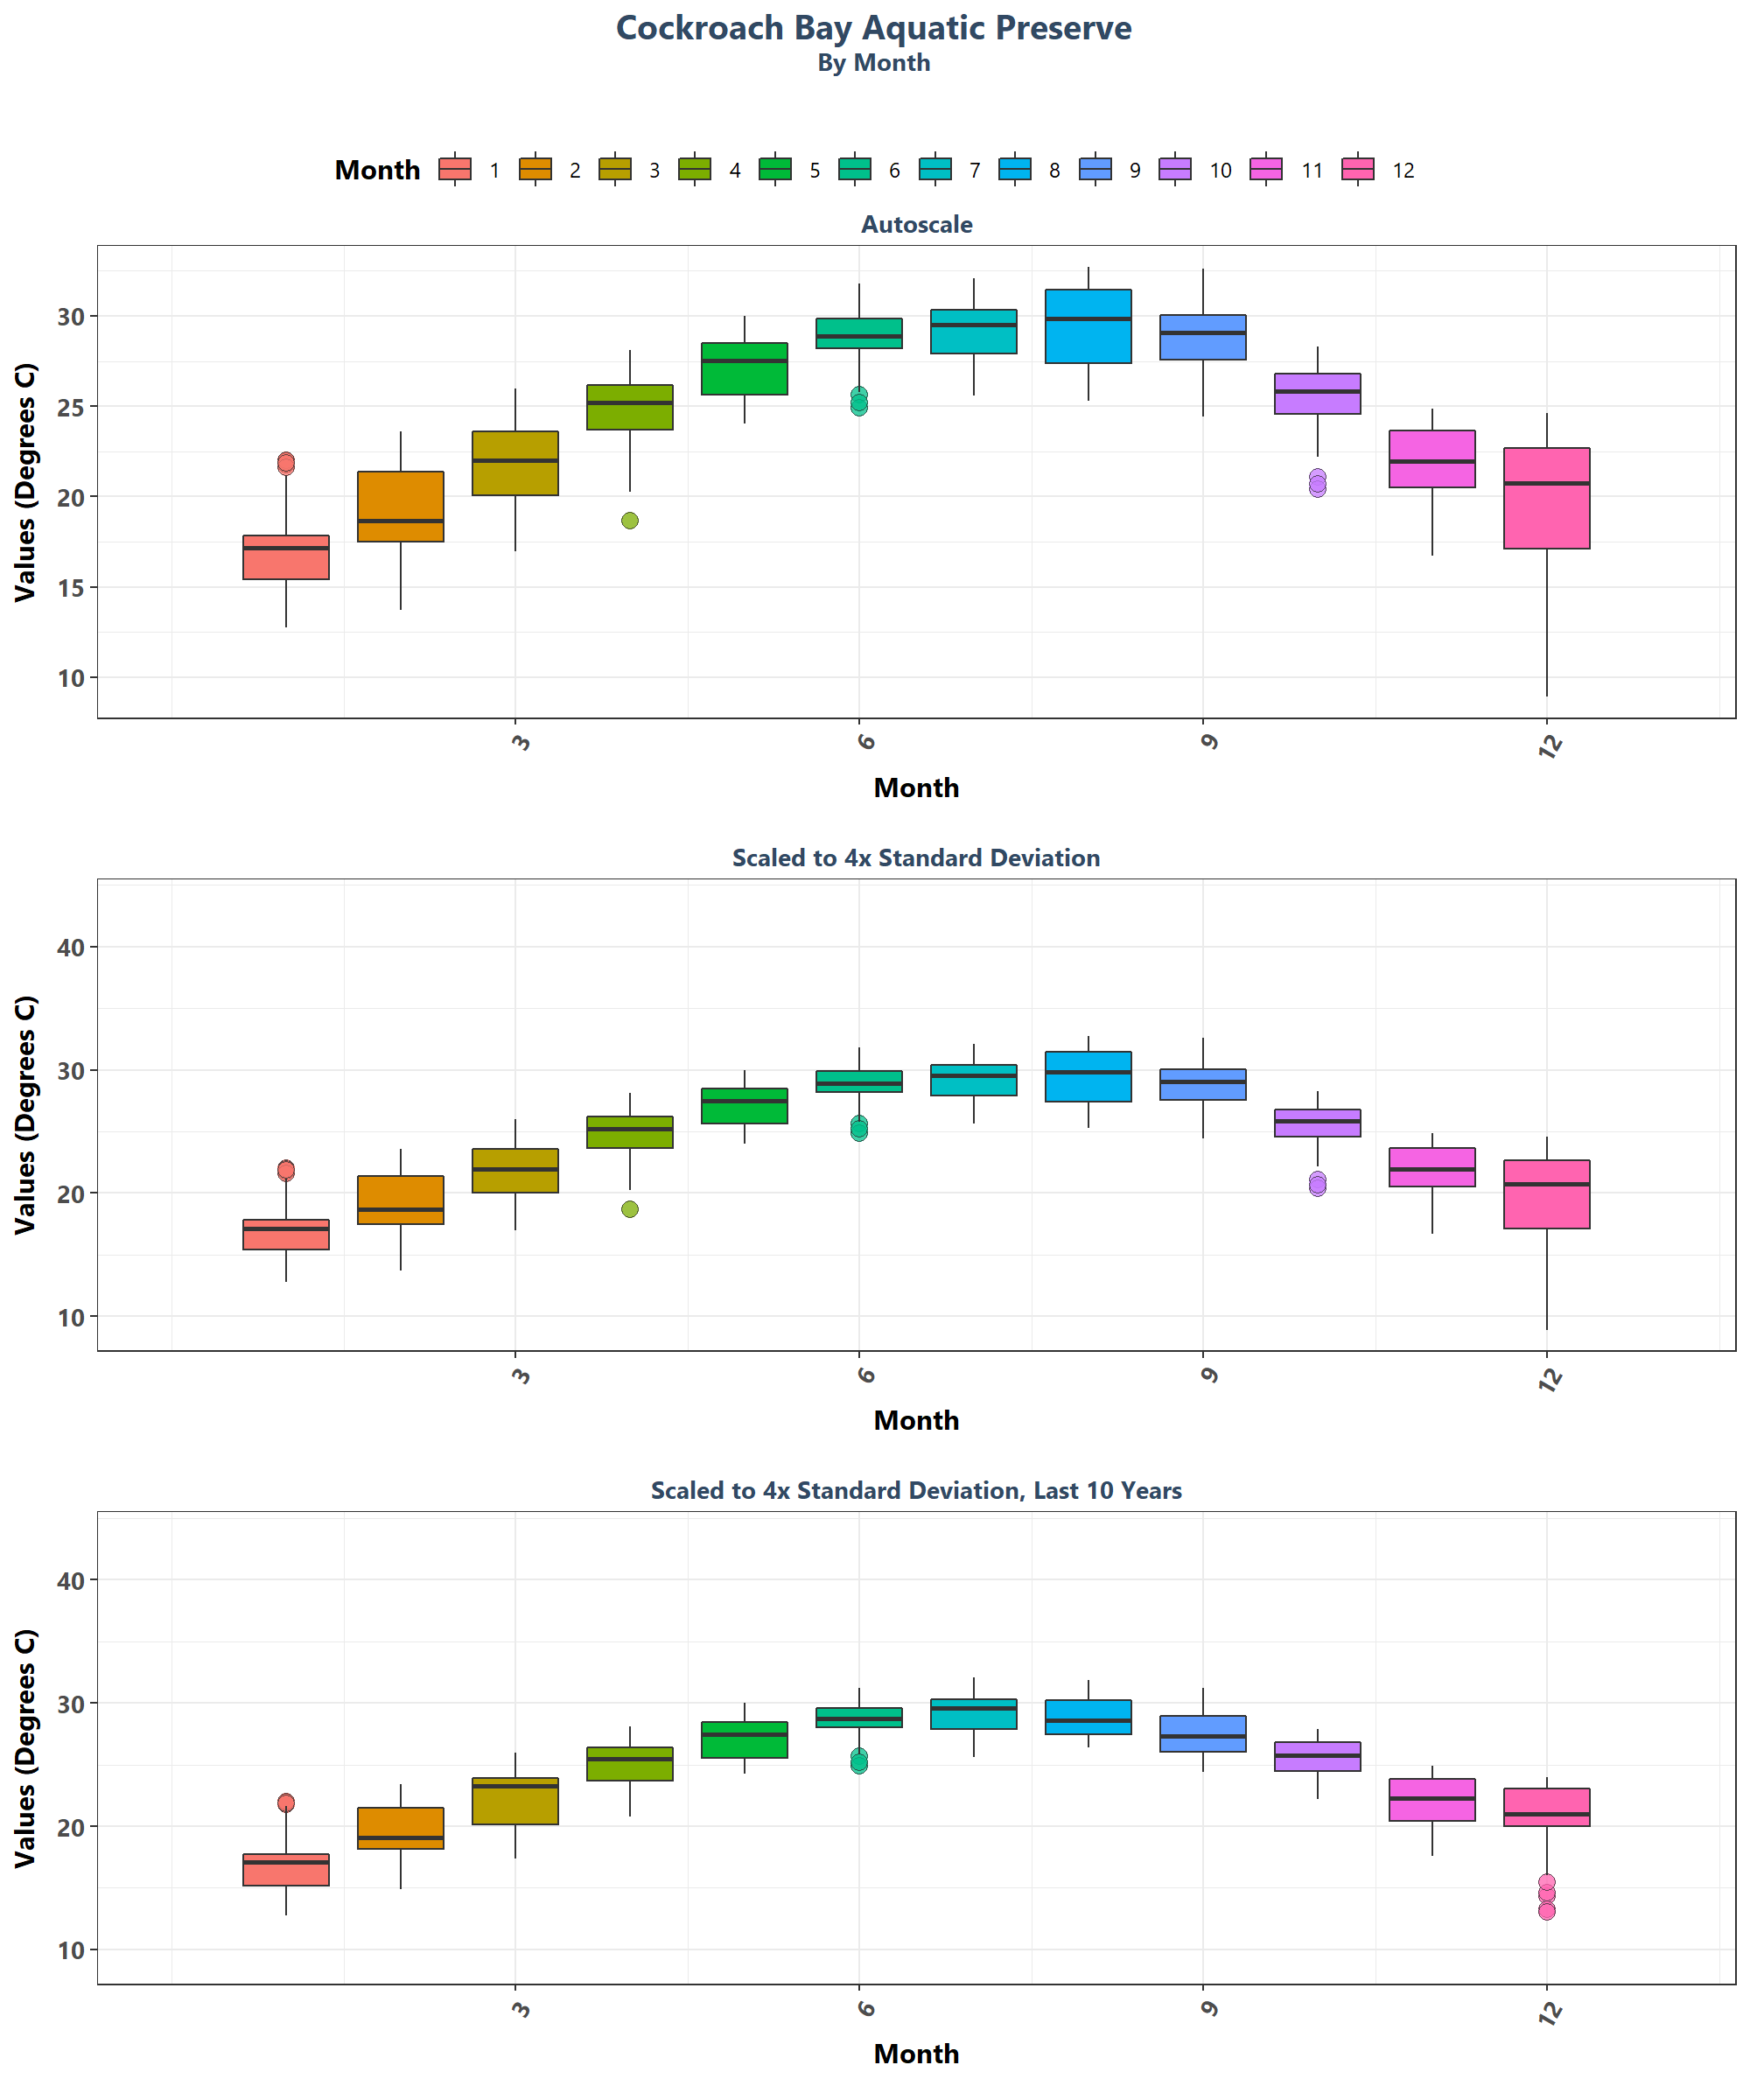 Cockroach Bay Aquatic Preserve
By Month
Month 1 2 3 4 5 6 7 8 9 10 11 12
Autoscale
Values (Degrees C)
30
25
20
15
10
3 6 9 12
Month
Scaled to 4x Standard Deviation
Values (Degrees C)
40
30
20
10
3 6 9 12
Month
Scaled to 4x Standard Deviation, Last 10 Years
Values (Degrees C)
40
30
20
10
3 6 9 12
Month